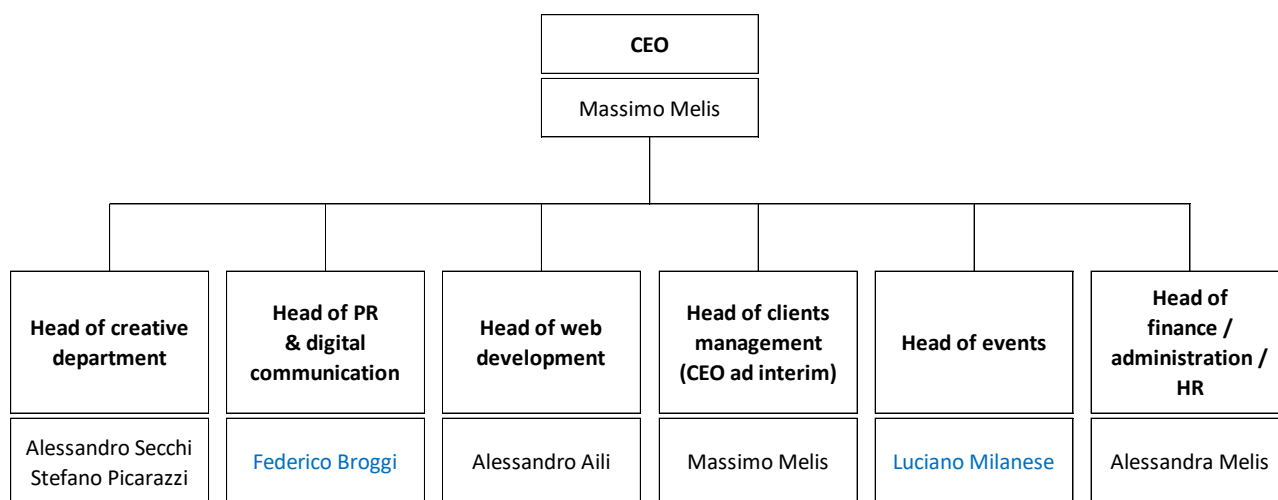 CEO
Massimo Melis
Head of creative
department
Head of PR
& digital
communication
Head of web
development
Head of clients
management
(CEO ad interim)
Head of events
Head of
finance /
administration /
HR
Alessandro Secchi
Stefano Picarazzi
Federico Broggi
Alessandro Aili
Massimo Melis
Luciano Milanese
Alessandra Melis